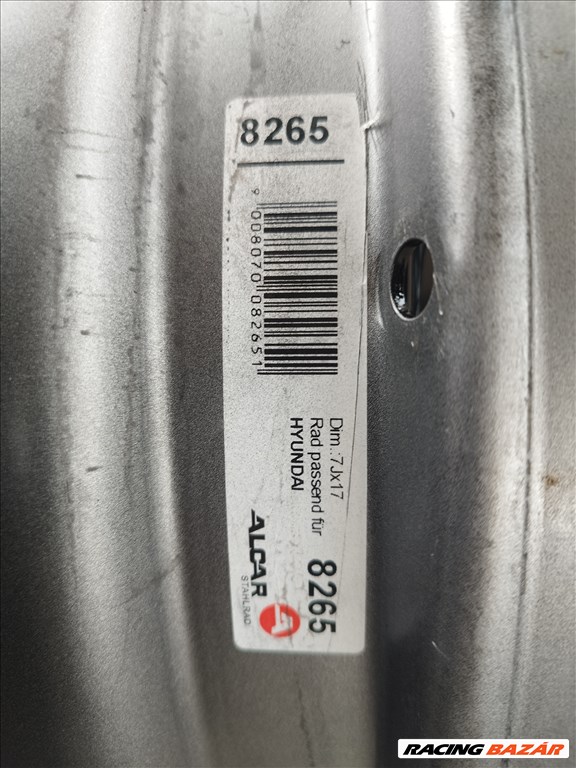 8265
9 008070 082651
Dim.:7Jx17
Rad passend für
HYUNDAI
8265
ALCAR
STAHLRAD
RACING BAZÁR